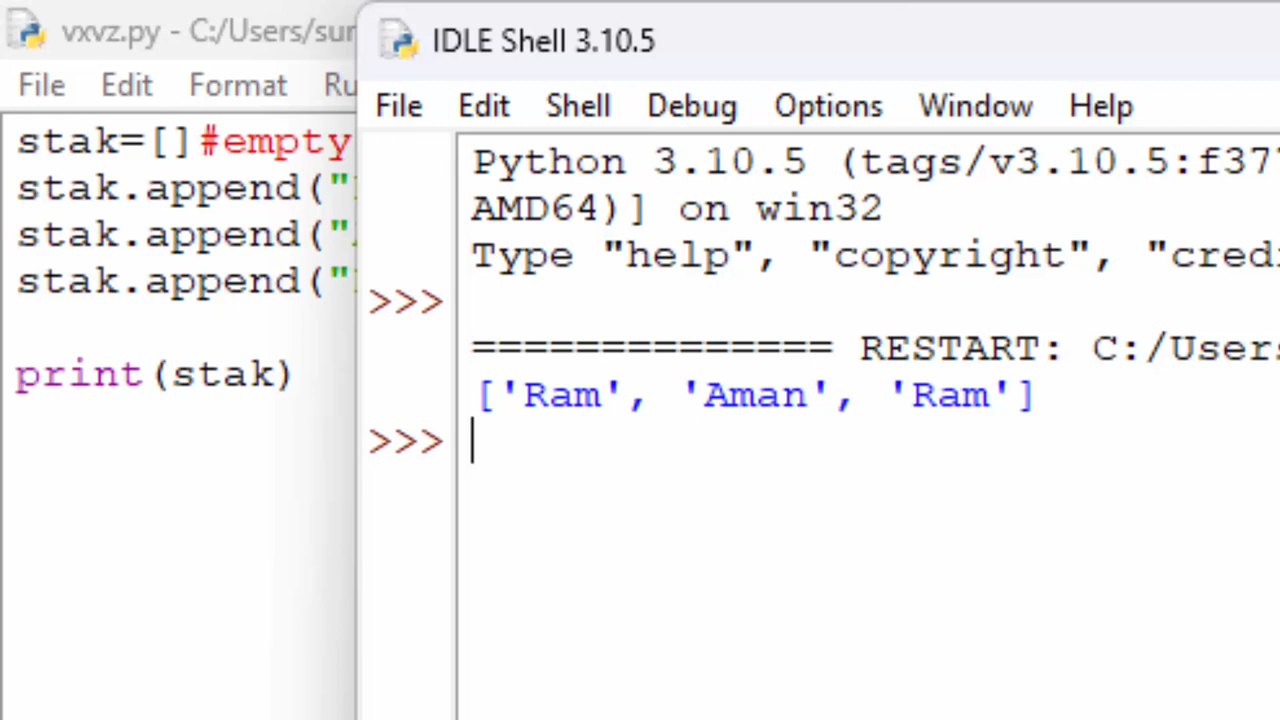 vxvz.py - C:/Users/sur
File Edit Format Ru
stak=[]#empty
stak.append("
stak.append("
stak.append("
print(stak)
IDLE Shell 3.10.5
File Edit Shell Debug Options Window Help
Python 3.10.5 (tags/v3.10.5:f377
AMD64)] on win32
Type "help", "copyright", "credi
>>>
============== RESTART: C:/Users
['Ram', 'Aman', 'Ram']
>>>